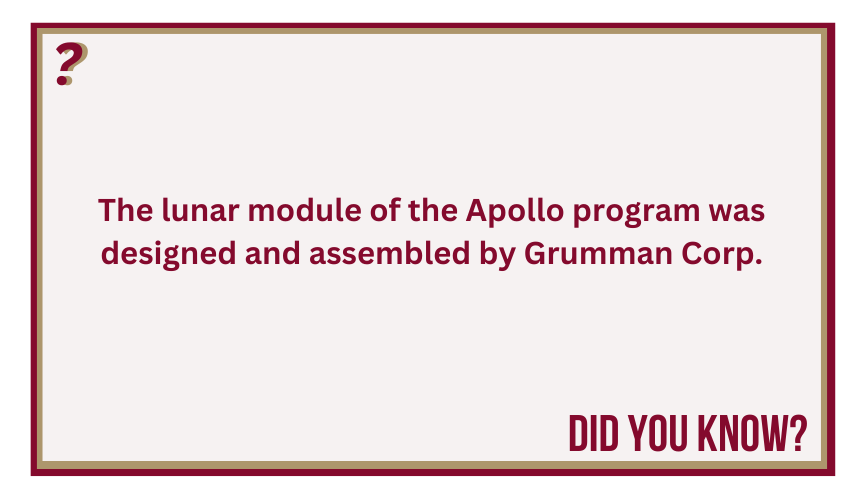 ?
The lunar module of the Apollo program was
designed and assembled by Grumman Corp.
DID YOU KNOW?